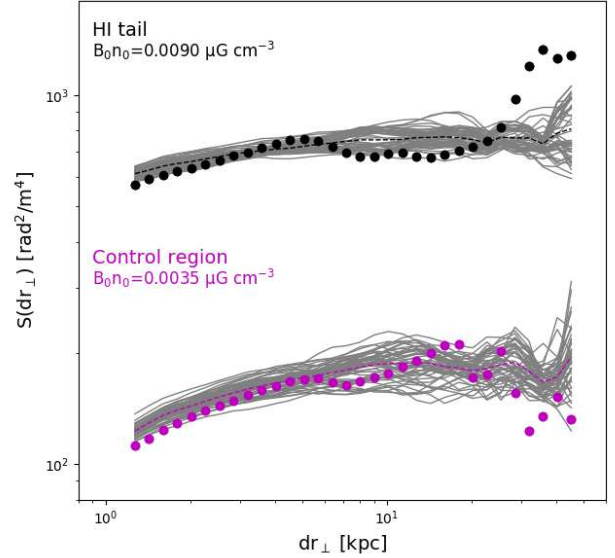 HI tail
B₀n₀=0.0090 μG cm⁻³
10³
S(dr⊥) [rad²/m⁴]
Control region
B₀n₀=0.0035 μG cm⁻³
10²
10⁰ 10¹
dr⊥ [kpc]